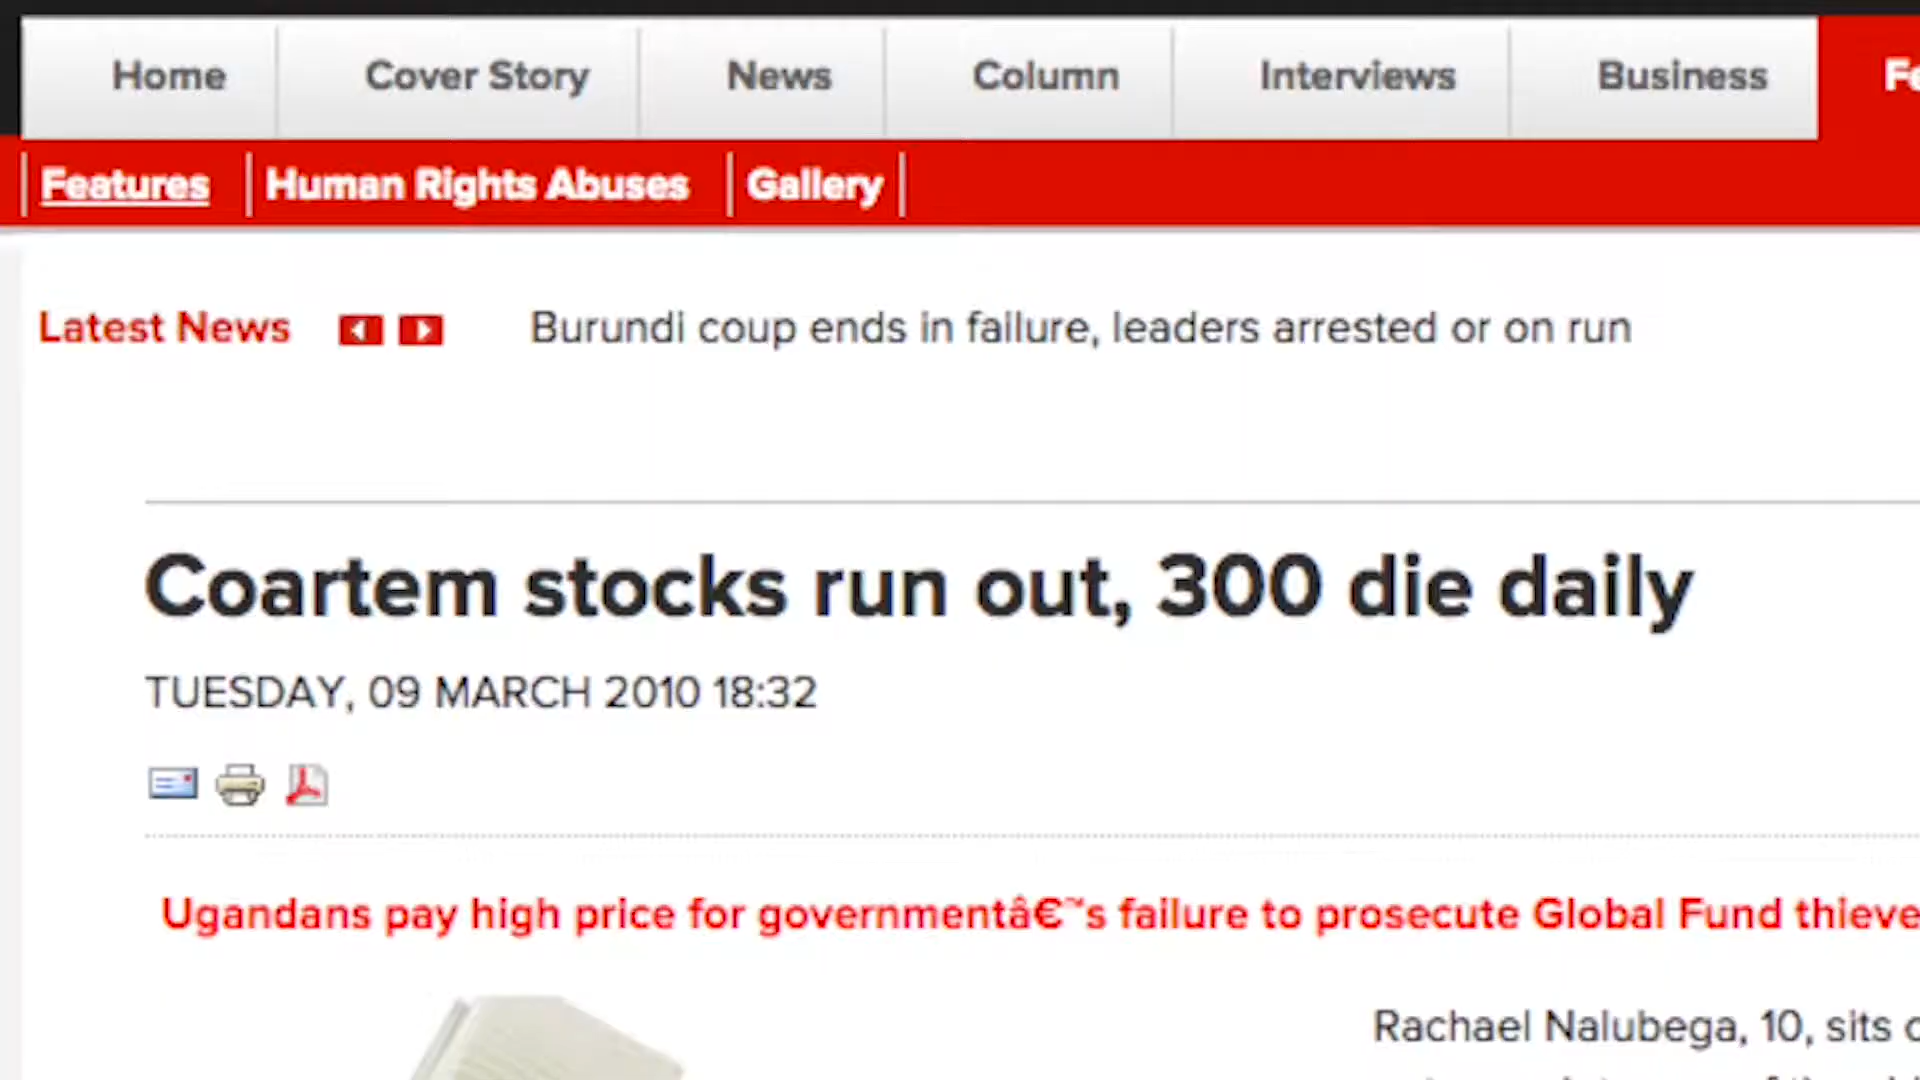 Home Cover Story News Column Interviews Business
Features Human Rights Abuses Gallery
Latest News Burundi coup ends in failure, leaders arrested or on run
Coartem stocks run out, 300 die daily
TUESDAY, 09 MARCH 2010 18:32
Ugandans pay high price for governmentâ€™s failure to prosecute Global Fund thieve
Rachael Nalubega, 10, sits